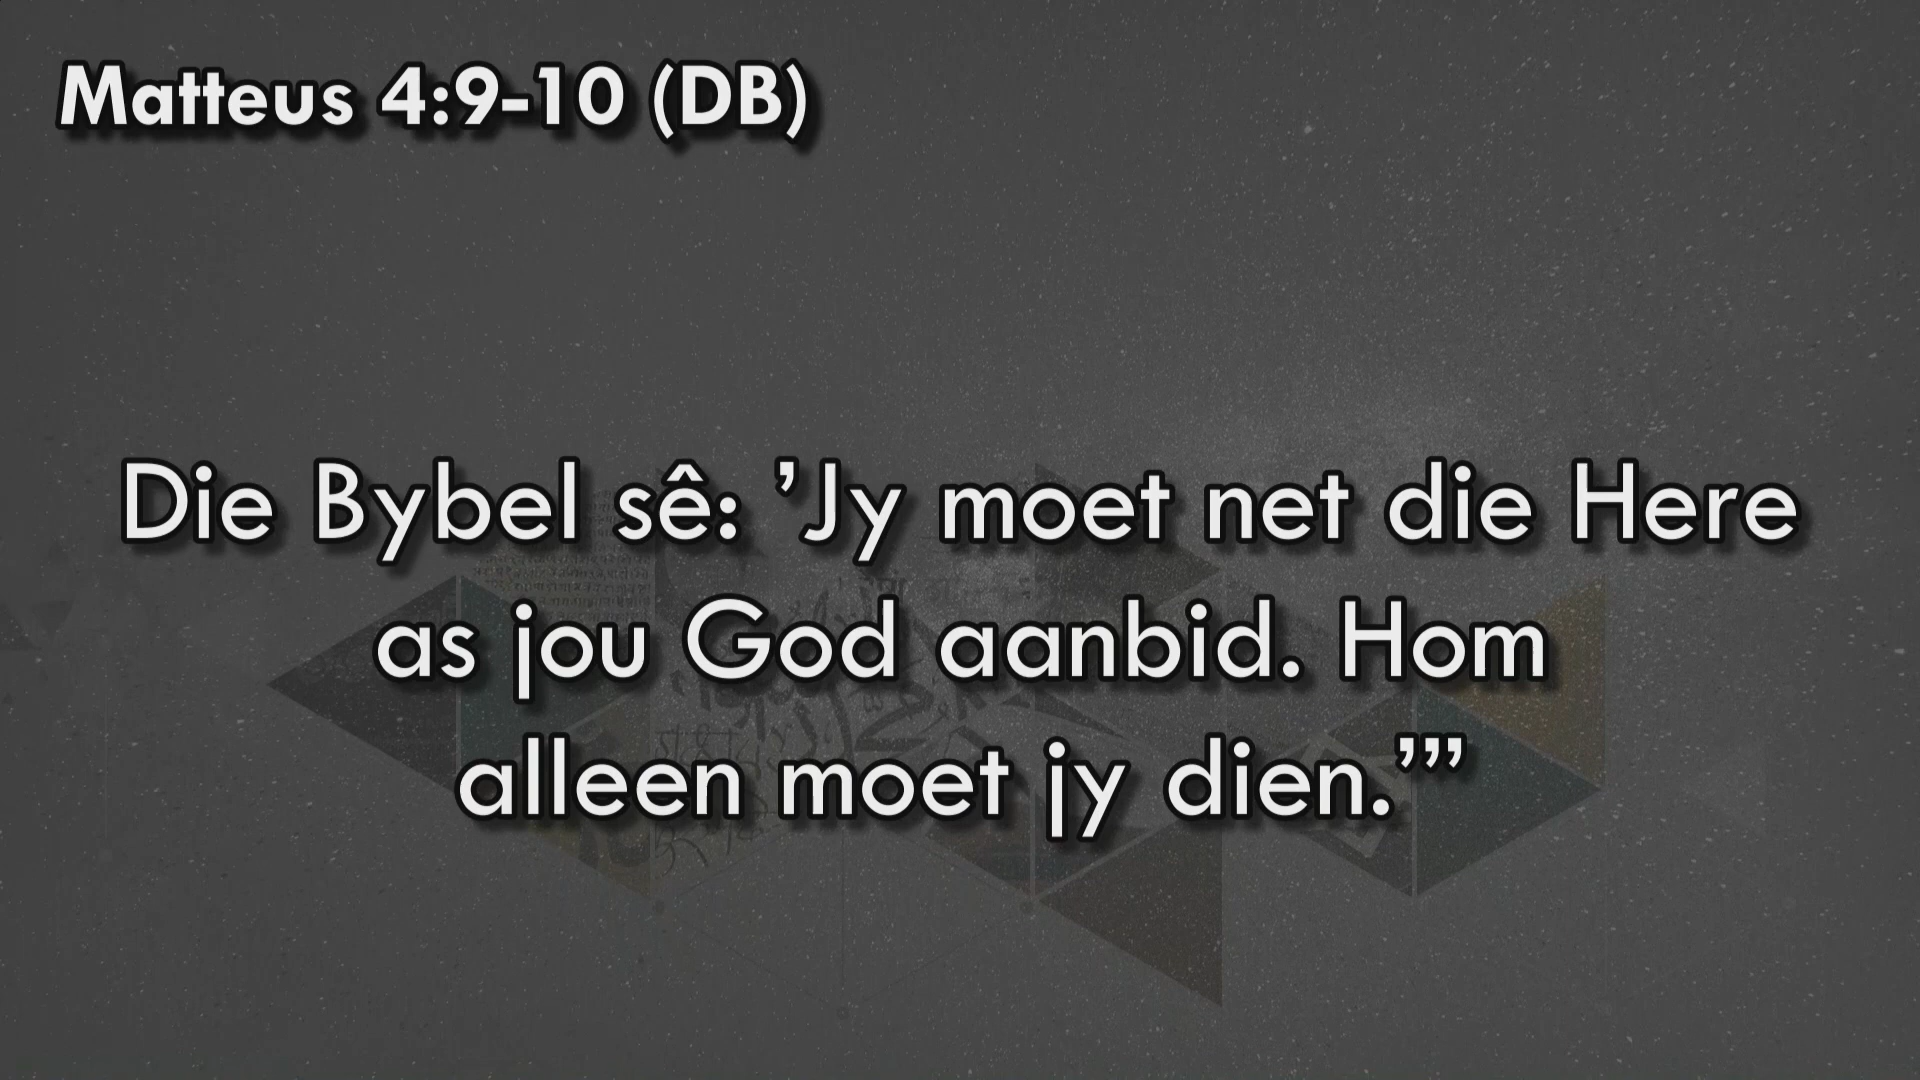 Matteus 4:9-10 (DB)
Die Bybel sê: ’Jy moet net die Here
as jou God aanbid. Hom
alleen moet jy dien.’”